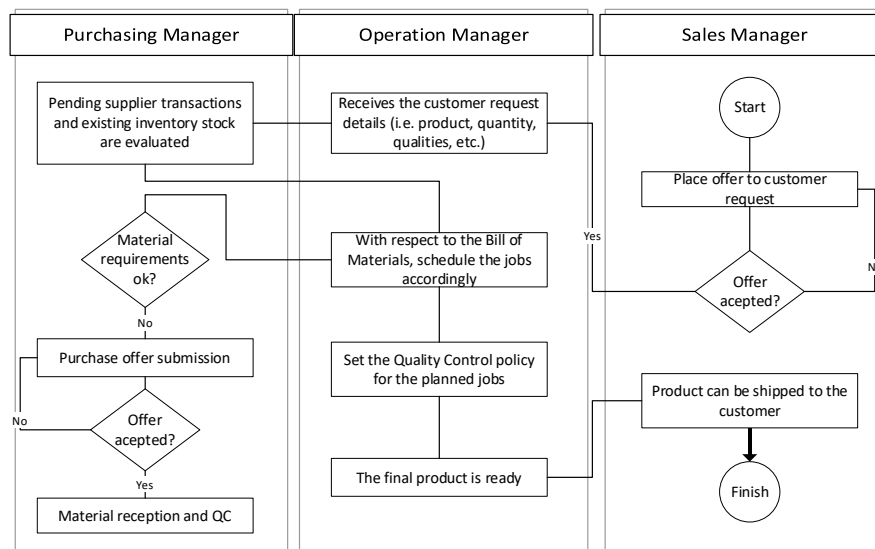 Purchasing Manager
Operation Manager
Sales Manager
Pending supplier transactions
and existing inventory stock
are evaluated
Material
requirements
ok?
No
Purchase offer submission
No
Offer
acepted?
Yes
Material reception and QC
Receives the customer request
details (i.e. product, quantity,
qualities, etc.)
With respect to the Bill of
Materials, schedule the jobs
accordingly
Set the Quality Control policy
for the planned jobs
The final product is ready
Yes
Start
Place offer to customer
request
Offer
acepted?
N
Product can be shipped to the
customer
Finish